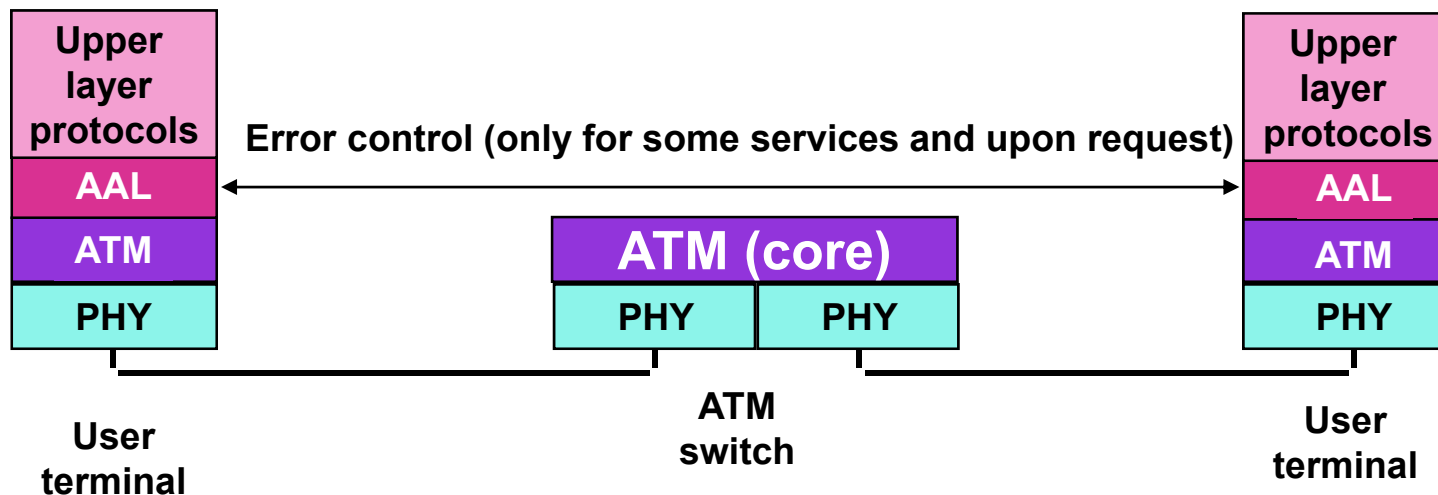 Upper
layer
protocols
AAL
ATM
PHY
User
terminal
Error control (only for some services and upon request)
ATM (core)
PHY
PHY
ATM
switch
Upper
layer
protocols
AAL
ATM
PHY
User
terminal